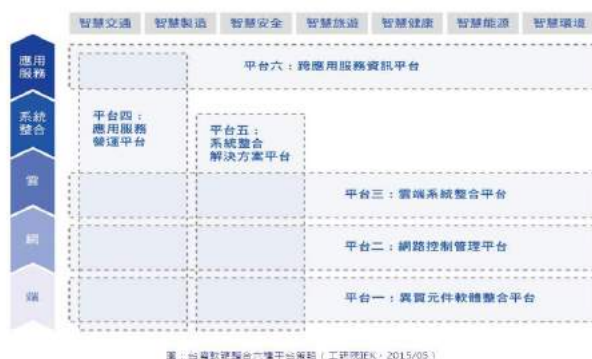 智慧交通 智慧製造 智慧安全 智慧旅遊 智慧健康 智慧能源 智慧環境
應用
服務
平台六：跨應用服務資訊平台
系統
整合
平台四：
應用服務
營運平台
平台五：
系統整合
解決方案平台
雲
平台三：雲端系統整合平台
網
平台二：網路控制管理平台
端
平台一：異質元件軟體整合平台
圖：台灣軟硬整合六種平台策略（工研院IEK，2015/05）